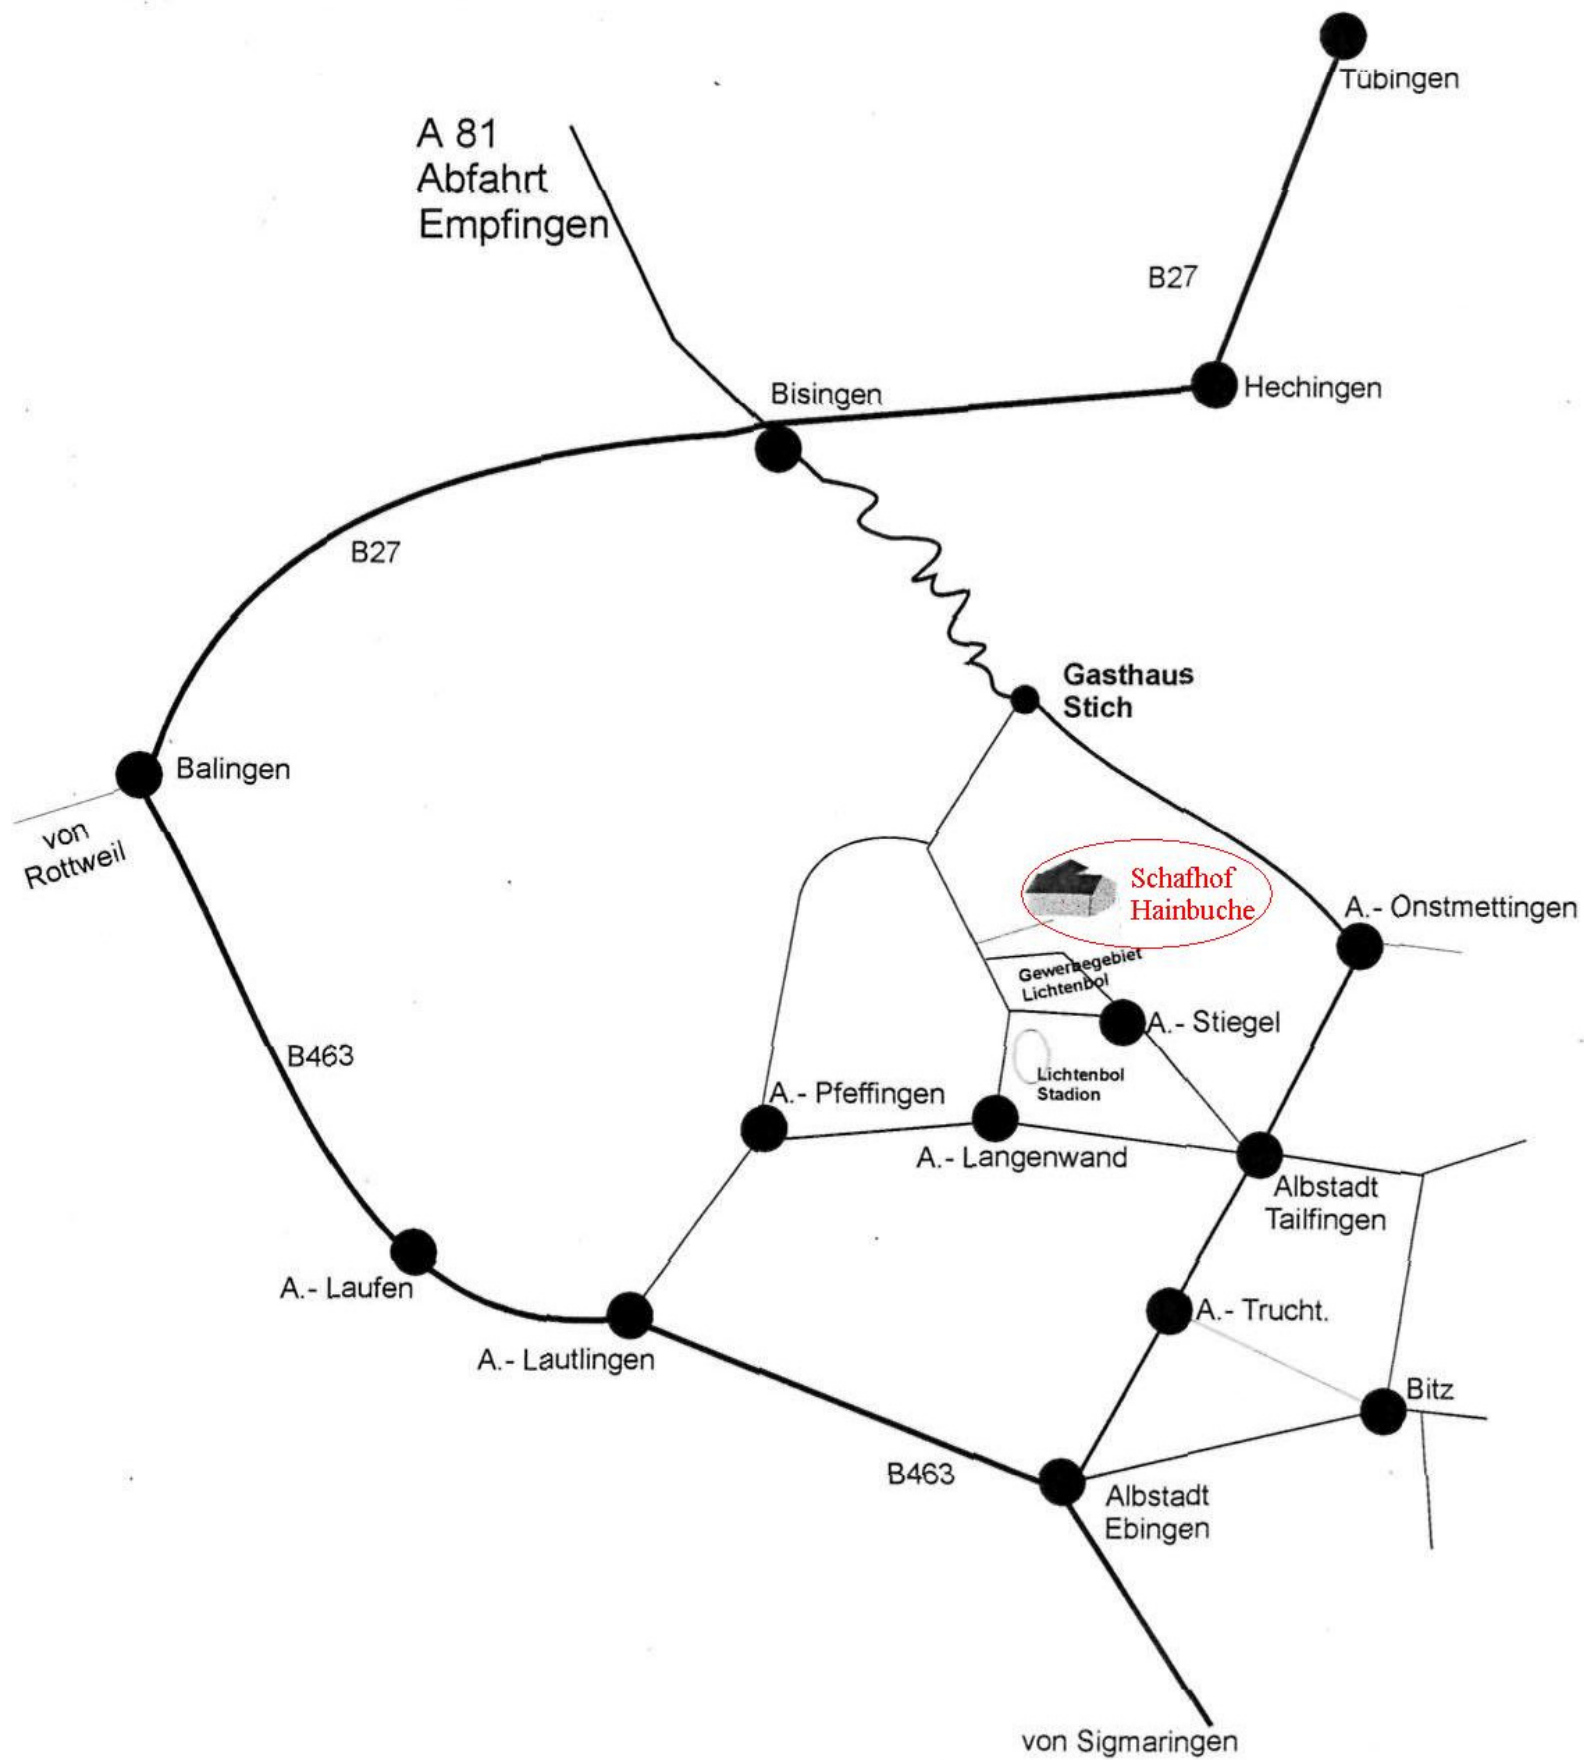 Tübingen
A 81
Abfahrt
Empfingen
B27
Bisingen
Hechingen
B27
Gasthaus
Stich
Balingen
von
Rottweil
Schafhof
Hainbuche
A.- Onstmettingen
Gewerbegebiet
Lichtenbol
A.- Stiegel
B463
Lichtenbol
Stadion
A.- Pfeffingen
A.- Langenwand
Albstadt
Tailfingen
A.- Laufen
A.- Trucht.
A.- Lautlingen
Bitz
B463
Albstadt
Ebingen
von Sigmaringen